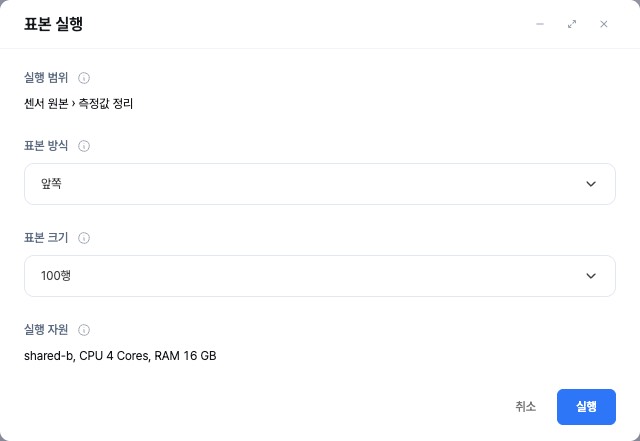 표본 실행
실행 범위
센서 원본 › 측정값 정리
표본 방식
앞쪽
표본 크기
100행
실행 자원
shared-b, CPU 4 Cores, RAM 16 GB
취소
실행